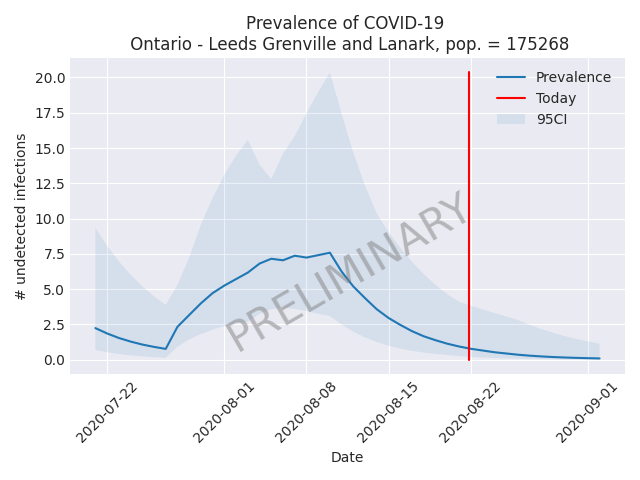 Prevalence of COVID-19
Ontario - Leeds Grenville and Lanark, pop. = 175268
20.0
17.5
15.0
12.5
10.0
7.5
5.0
2.5
0.0
# undetected infections
Prevalence
Today
95CI
PRELIMINARY
2020-07-22
2020-08-01
2020-08-08
2020-08-15
2020-08-22
2020-09-01
Date